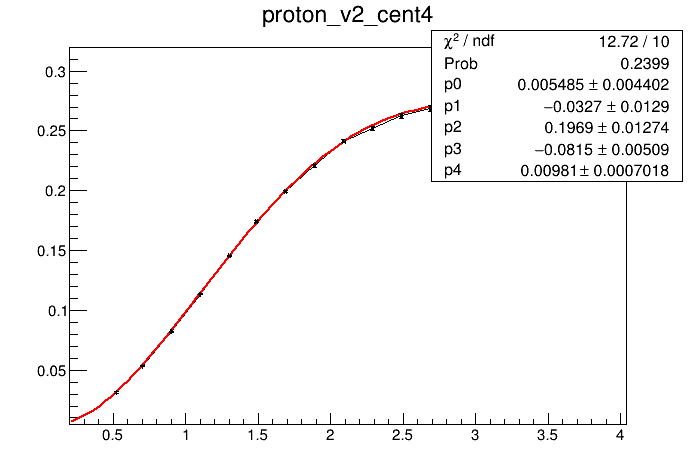 proton_v2_cent4
χ² / ndf 12.72 / 10
Prob 0.2399
p0 0.005485 ± 0.004402
p1 −0.0327 ± 0.0129
p2 0.1969 ± 0.01274
p3 −0.0815 ± 0.00509
p4 0.00981 ± 0.0007018
0.3
0.25
0.2
0.15
0.1
0.05
0.5 1 1.5 2 2.5 3 3.5 4